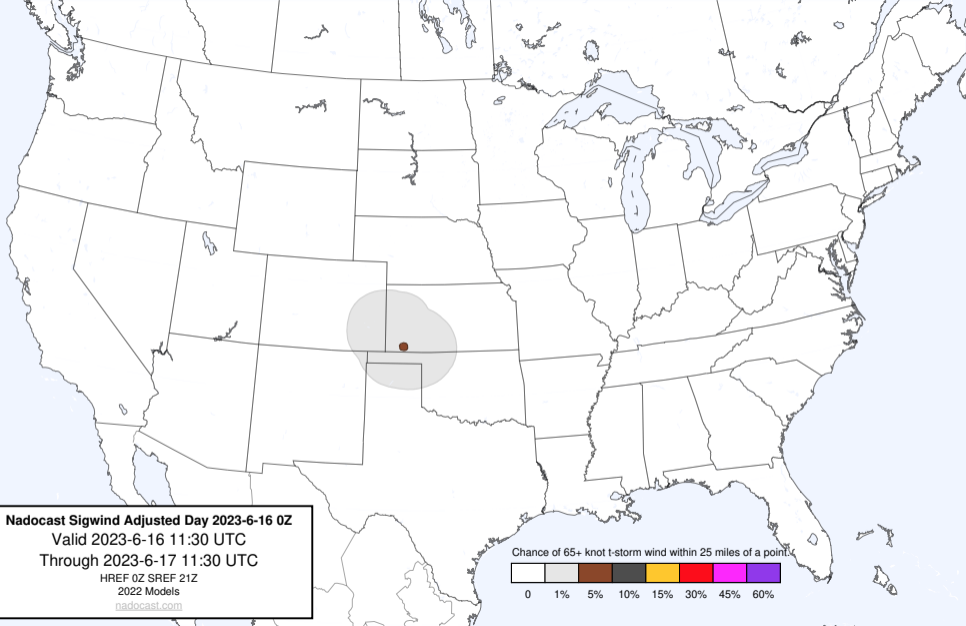 Nadocast Sigwind Adjusted Day 2023-6-16 0Z
Valid 2023-6-16 11:30 UTC
Through 2023-6-17 11:30 UTC
HREF 0Z SREF 21Z
2022 Models
nadocast.com
Chance of 65+ knot t-storm wind within 25 miles of a point.
0 1% 5% 10% 15% 30% 45% 60%